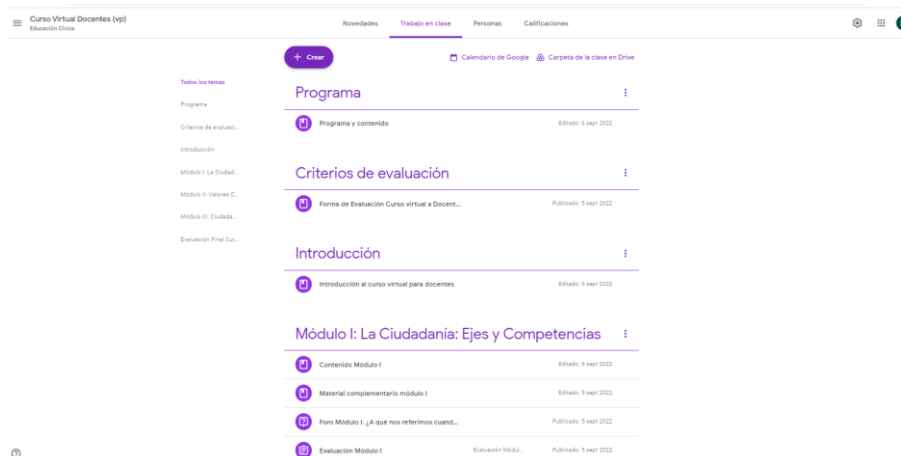 Curso Virtual Docentes (vp)
Educación Cívica
Novedades
Trabajo en clase
Personas
Calificaciones
Crear
Calendario de Google
Carpeta de la clase en Drive
Todos los temas
Programa
Criterios de evaluaci...
Introducción
Módulo I: La Ciudad...
Módulo II: Valores C...
Módulo III: Ciudada...
Evaluación Final Cur...
Programa
Programa y contenido
Editado: 6 sept 2022
Criterios de evaluación
Forma de Evaluación Curso virtual a Docent...
Publicado: 5 sept 2022
Introducción
Introducción al curso virtual para docentes
Editado: 6 sept 2022
Módulo I: La Ciudadanía: Ejes y Competencias
Contenido Módulo I
Editado: 6 sept 2022
Material complementario módulo I
Editado: 5 sept 2022
Foro Módulo I. ¿A qué nos referimos cuand...
Publicado: 5 sept 2022
Evaluación Módulo I
Evaluación Módul...
Publicado: 5 sept 2022